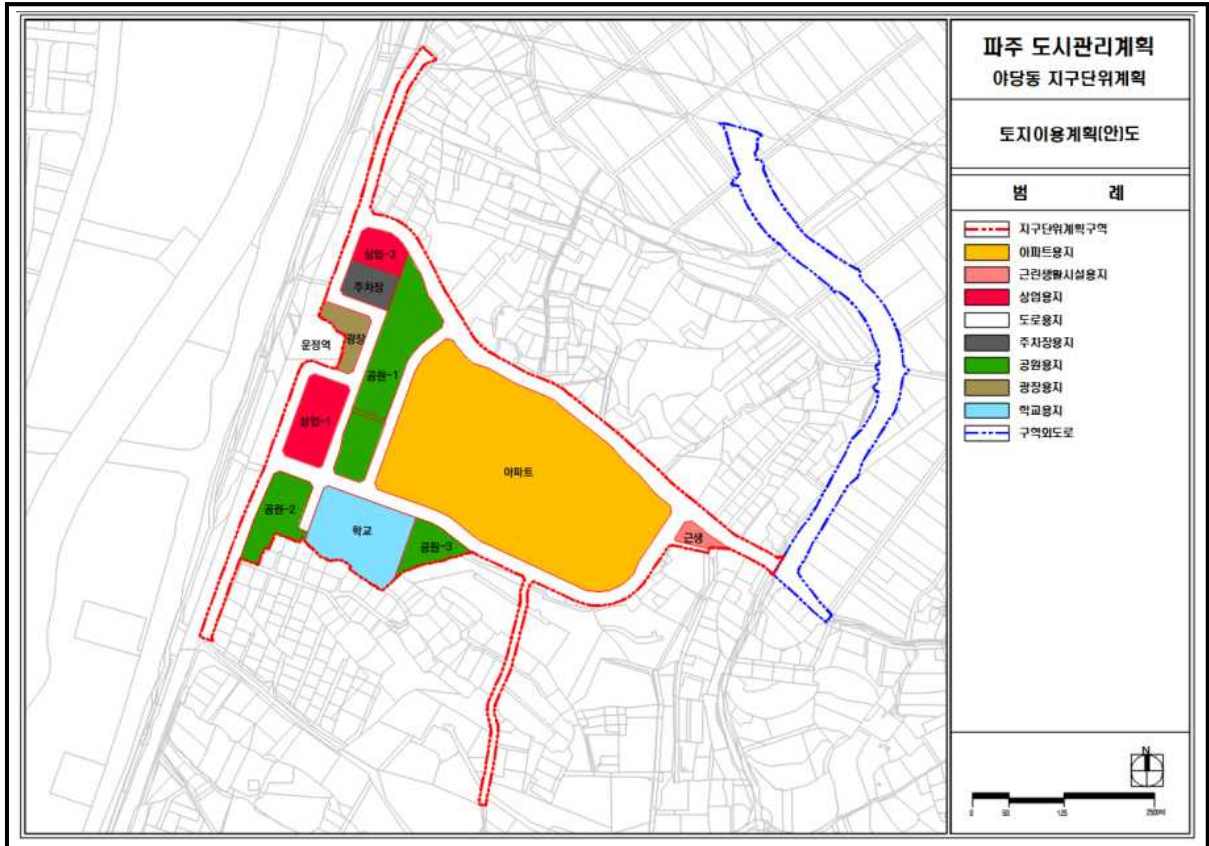 파주 도시관리계획
야당동 지구단위계획
토지이용계획(안)도
범 례
지구단위계획구역
아파트용지
근린생활시설용지
상업용지
도로용지
주차장용지
공원용지
광장용지
학교용지
구역외도로
상업-2
주차장
광장
운정역
공원-1
상업-1
아파트
공원-2
학교
공원-3
근생
N
0 50 125 250m